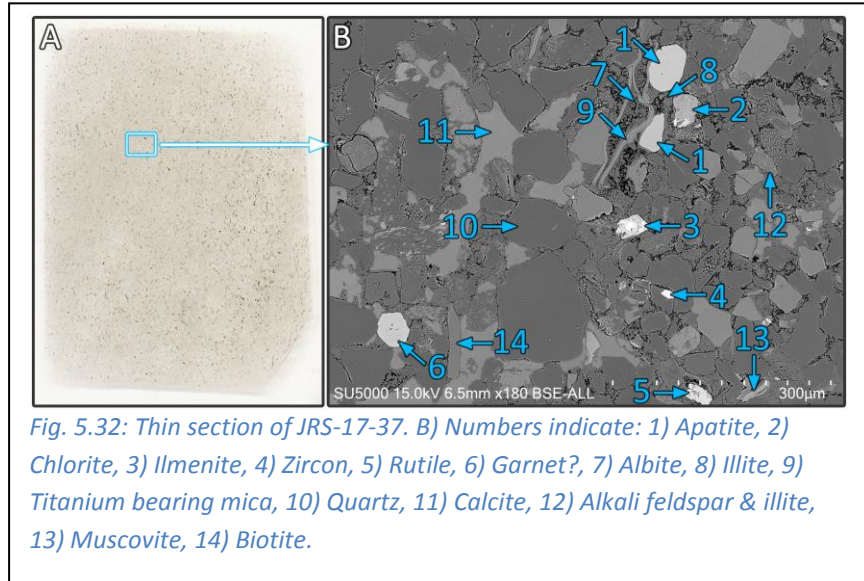 A
B
1
7
8
9
2
11
1
12
10
3
4
13
14
6
5
SU5000 15.0kV 6.5mm x180 BSE-ALL
300µm
Fig. 5.32: Thin section of JRS-17-37. B) Numbers indicate: 1) Apatite, 2)
Chlorite, 3) Ilmenite, 4) Zircon, 5) Rutile, 6) Garnet?, 7) Albite, 8) Illite, 9)
Titanium bearing mica, 10) Quartz, 11) Calcite, 12) Alkali feldspar & illite,
13) Muscovite, 14) Biotite.